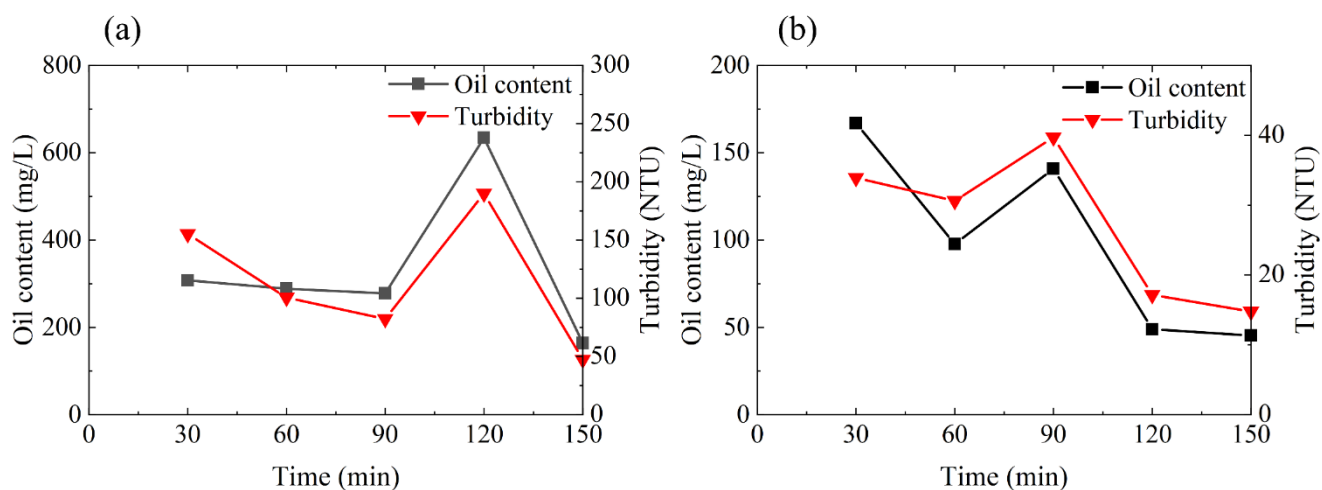 (a)
800
600
400
200
0
Oil content (mg/L)
0
30
60
90
120
150
Time (min)
300
250
200
150
100
50
0
Turbidity (NTU)
Oil content
Turbidity
(b)
200
150
100
50
0
Oil content (mg/L)
0
30
60
90
120
150
Time (min)
40
20
0
Turbidity (NTU)
Oil content
Turbidity